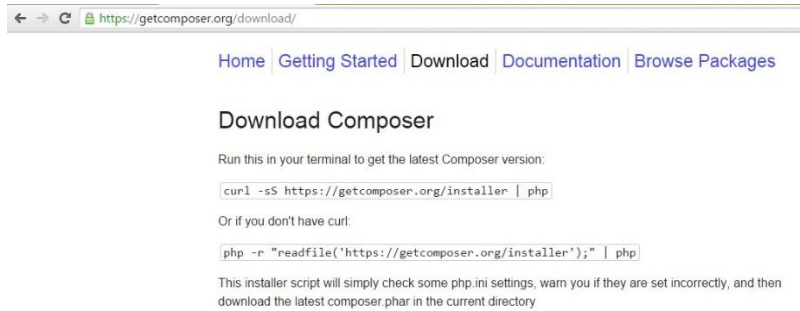 https://getcomposer.org/download/
Home Getting Started Download Documentation Browse Packages
Download Composer
Run this in your terminal to get the latest Composer version:
curl -sS https://getcomposer.org/installer | php
Or if you don't have curl:
php -r "readfile('https://getcomposer.org/installer');" | php
This installer script will simply check some php.ini settings, warn you if they are set incorrectly, and then
download the latest composer.phar in the current directory